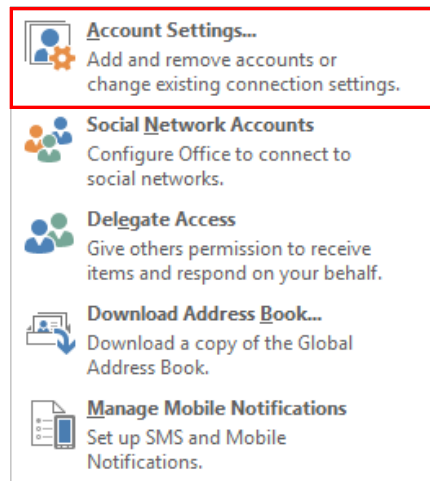 Account Settings...
Add and remove accounts or
change existing connection settings.
Social Network Accounts
Configure Office to connect to
social networks.
Delegate Access
Give others permission to receive
items and respond on your behalf.
Download Address Book...
Download a copy of the Global
Address Book.
Manage Mobile Notifications
Set up SMS and Mobile
Notifications.